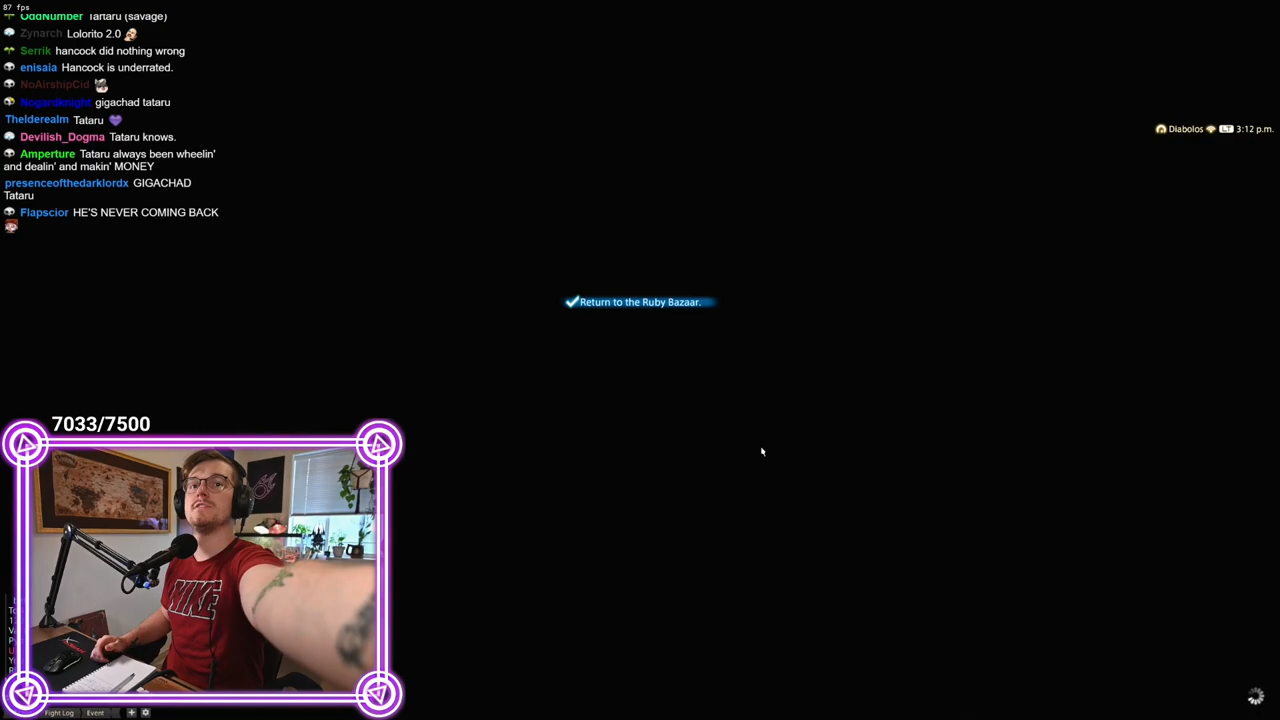 87 fps
OddNumber Tartaru (savage)
Zynarch Lolorito 2.0
Serrik hancock did nothing wrong
enisaia Hancock is underrated.
NoAirshipCid
Nogardknight gigachad tataru
Thelderealm Tataru
Devilish_Dogma Tataru knows.
Amperture Tataru always been wheelin'
and dealin' and makin' MONEY
presenceofthedarklordx GIGACHAD
Tataru
Flapscior HE'S NEVER COMING BACK
Diabolos LT 3:12 p.m.
Return to the Ruby Bazaar.
7033/7500
NIKE
Fight Log Event